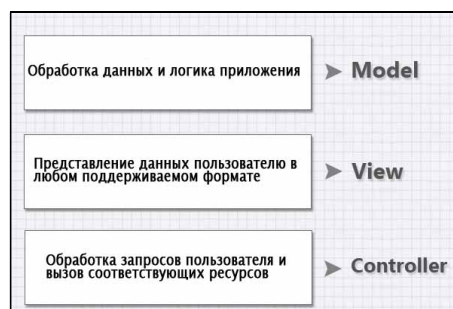 Обработка данных и логика приложения
Model
Представление данных пользователю в
любом поддерживаемом формате
View
Обработка запросов пользователя и
вызов соответствующих ресурсов
Controller